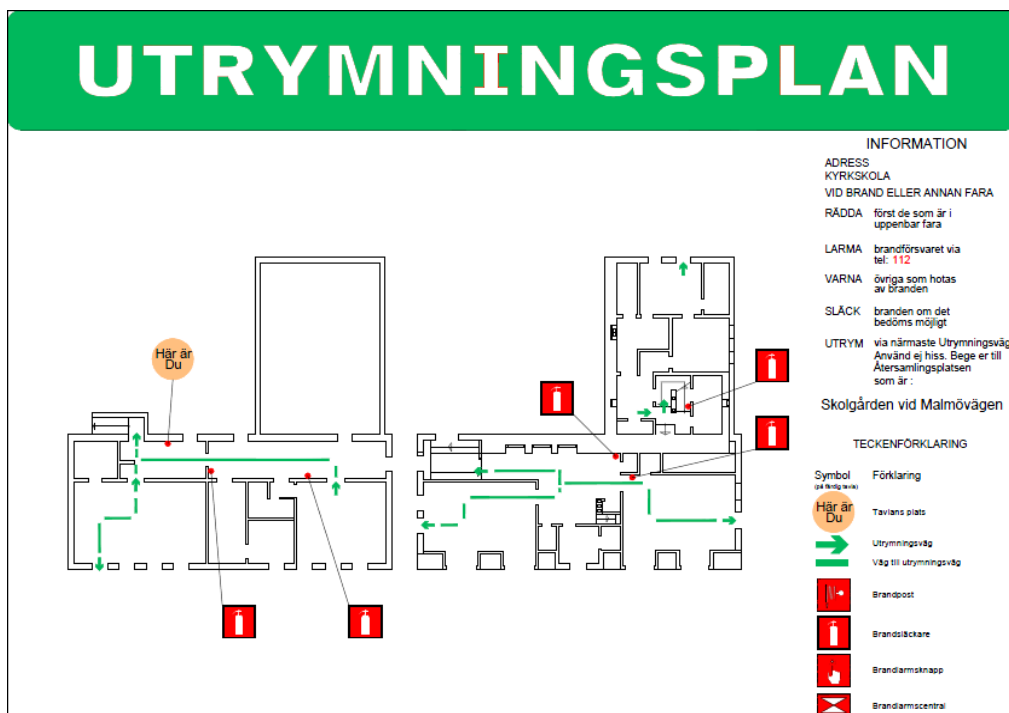 UTRYMNINGSPLAN
INFORMATION
ADRESS
KYRKSKOLA
VID BRAND ELLER ANNAN FARA
RÄDDA först de som är i
uppenbar fara
LARMA brandförsvaret via
tel: 112
VARNA övriga som hotas
av branden
SLÄCK branden om det
bedöms möjligt
UTRYM via närmaste Utrymningsväg
Använd ej hiss. Bege er till
Återsamlingsplatsen
som är :
Skolgården vid Malmövägen
Här är
Du
TECKENFÖRKLARING
Symbol Förklaring
(på färdig tavla)
Här är
Du
Tavlans plats
Utrymningsväg
Väg till utrymningsväg
Brandpost
Brandsläckare
Brandlarmsknapp
Brandlarmscentral